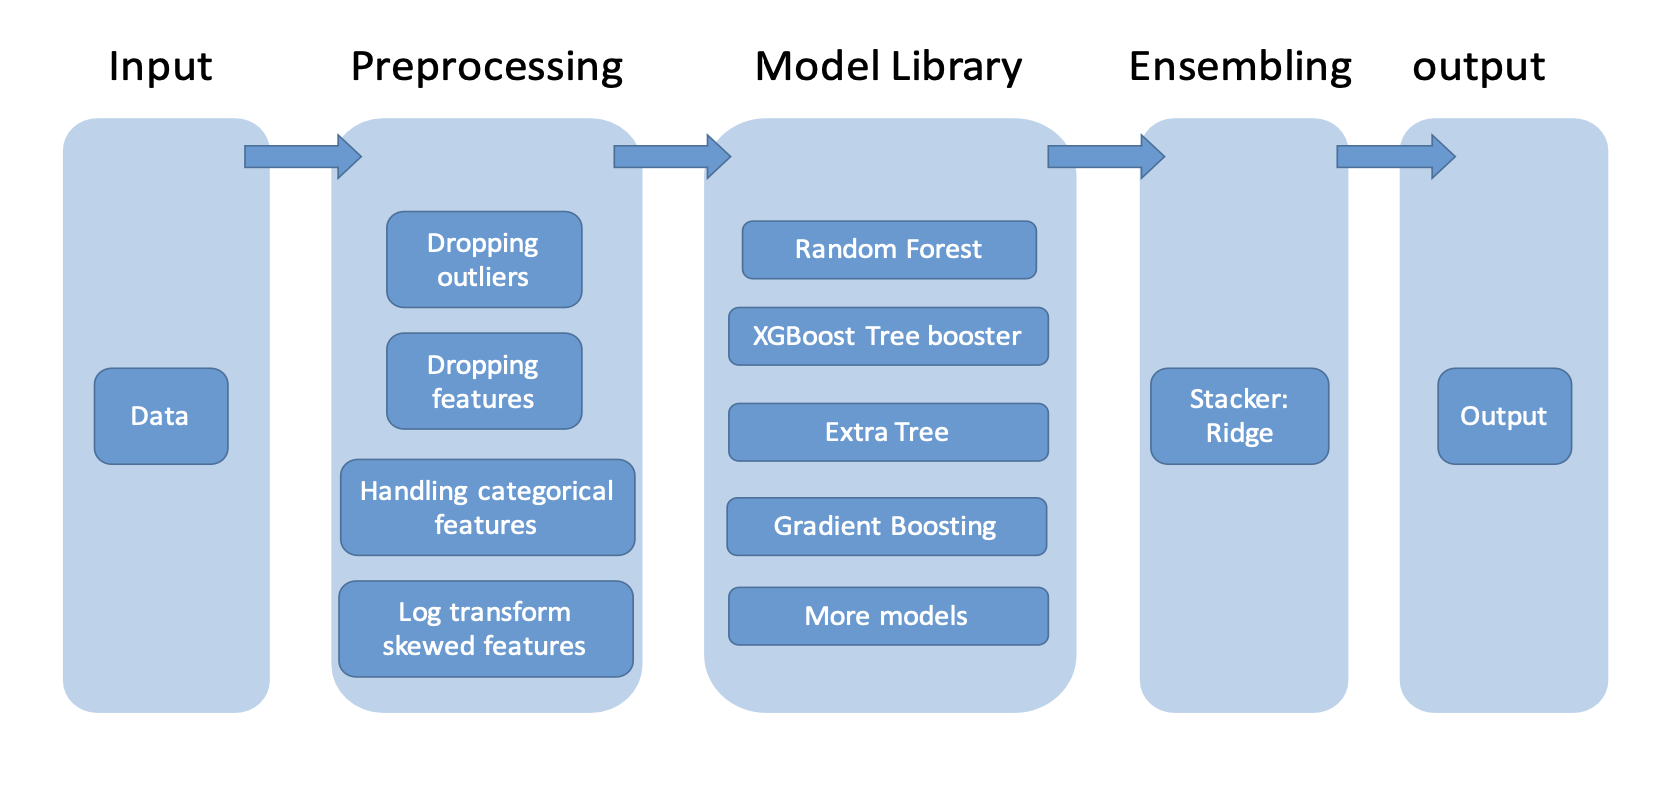 Input
Preprocessing
Model Library
Ensembling
output
Data
Dropping
outliers
Dropping
features
Handling categorical
features
Log transform
skewed features
Random Forest
XGBoost Tree booster
Extra Tree
Gradient Boosting
More models
Stacker:
Ridge
Output